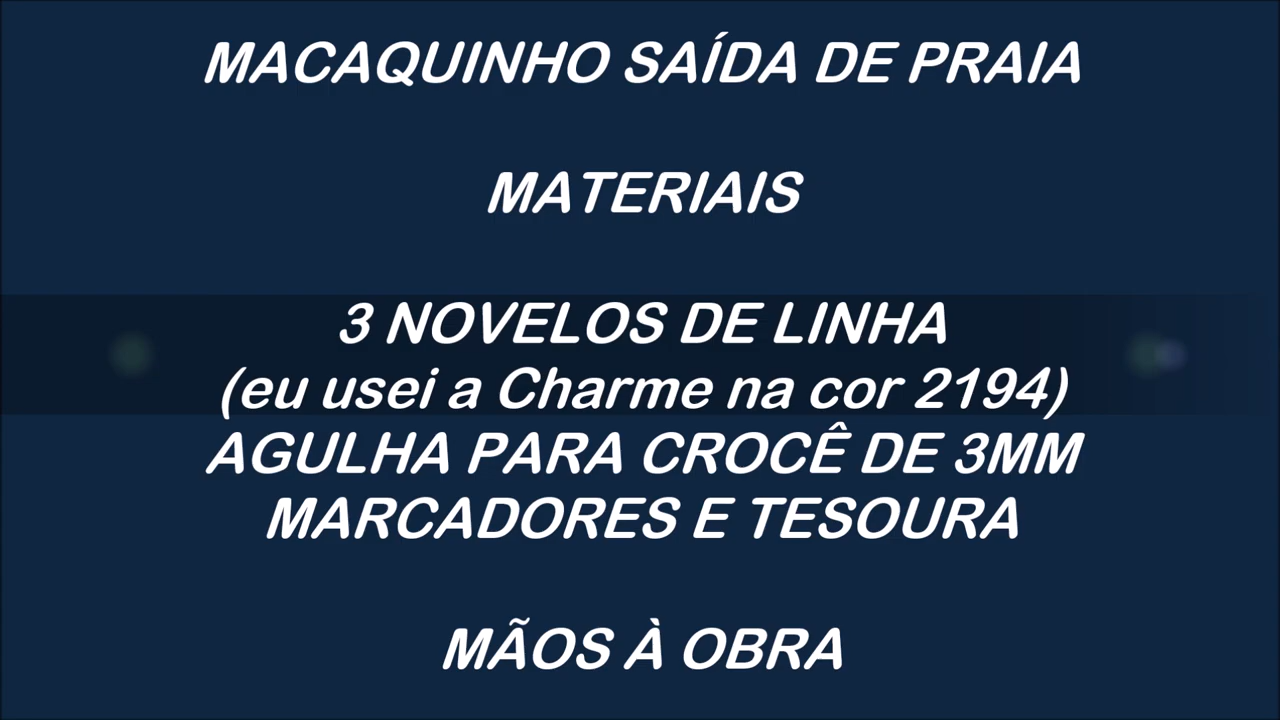 MACAQUINHO SAÍDA DE PRAIA
MATERIAIS
3 NOVELOS DE LINHA
(eu usei a Charme na cor 2194)
AGULHA PARA CROCÊ DE 3MM
MARCADORES E TESOURA
MÃOS À OBRA